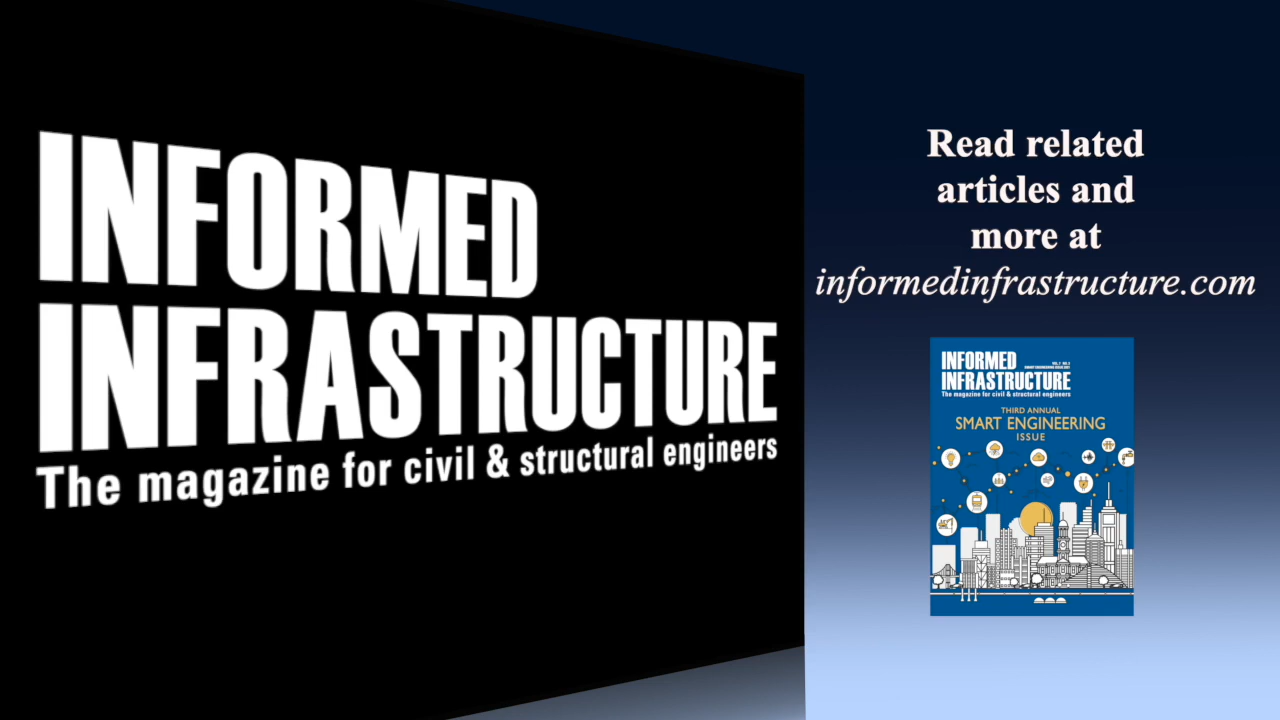 INFORMED
INFRASTRUCTURE
The magazine for civil & structural engineers
Read related
articles and
more at
informedinfrastructure.com
INFORMED
INFRASTRUCTURE
The magazine for civil & structural engineers
THIRD ANNUAL
SMART ENGINEERING
ISSUE